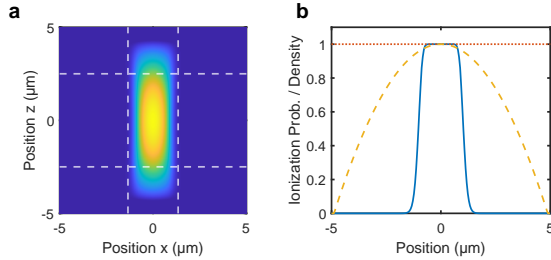 a
b
5
0
-5
Position z (µm)
-5
0
5
Position x (µm)
1
0.8
0.6
0.4
0.2
0
Ionization Prob. / Density
-5
0
5
Position (µm)